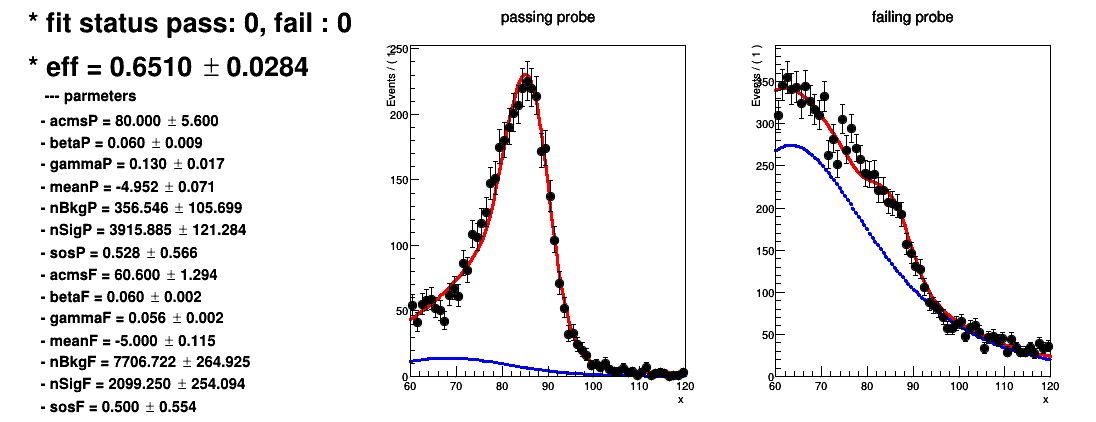 * fit status pass: 0, fail : 0
* eff = 0.6510 ± 0.0284
--- parmeters
- acmsP = 80.000 ± 5.600
- betaP = 0.060 ± 0.009
- gammaP = 0.130 ± 0.017
- meanP = -4.952 ± 0.071
- nBkgP = 356.546 ± 105.699
- nSigP = 3915.885 ± 121.284
- sosP = 0.528 ± 0.566
- acmsF = 60.600 ± 1.294
- betaF = 0.060 ± 0.002
- gammaF = 0.056 ± 0.002
- meanF = -5.000 ± 0.115
- nBkgF = 7706.722 ± 264.925
- nSigF = 2099.250 ± 254.094
- sosF = 0.500 ± 0.554
passing probe
Events / ( 1 )
250
200
150
100
50
0
60 70 80 90 100 110 120
x
failing probe
Events / ( 1 )
350
300
250
200
150
100
50
0
60 70 80 90 100 110 120
x